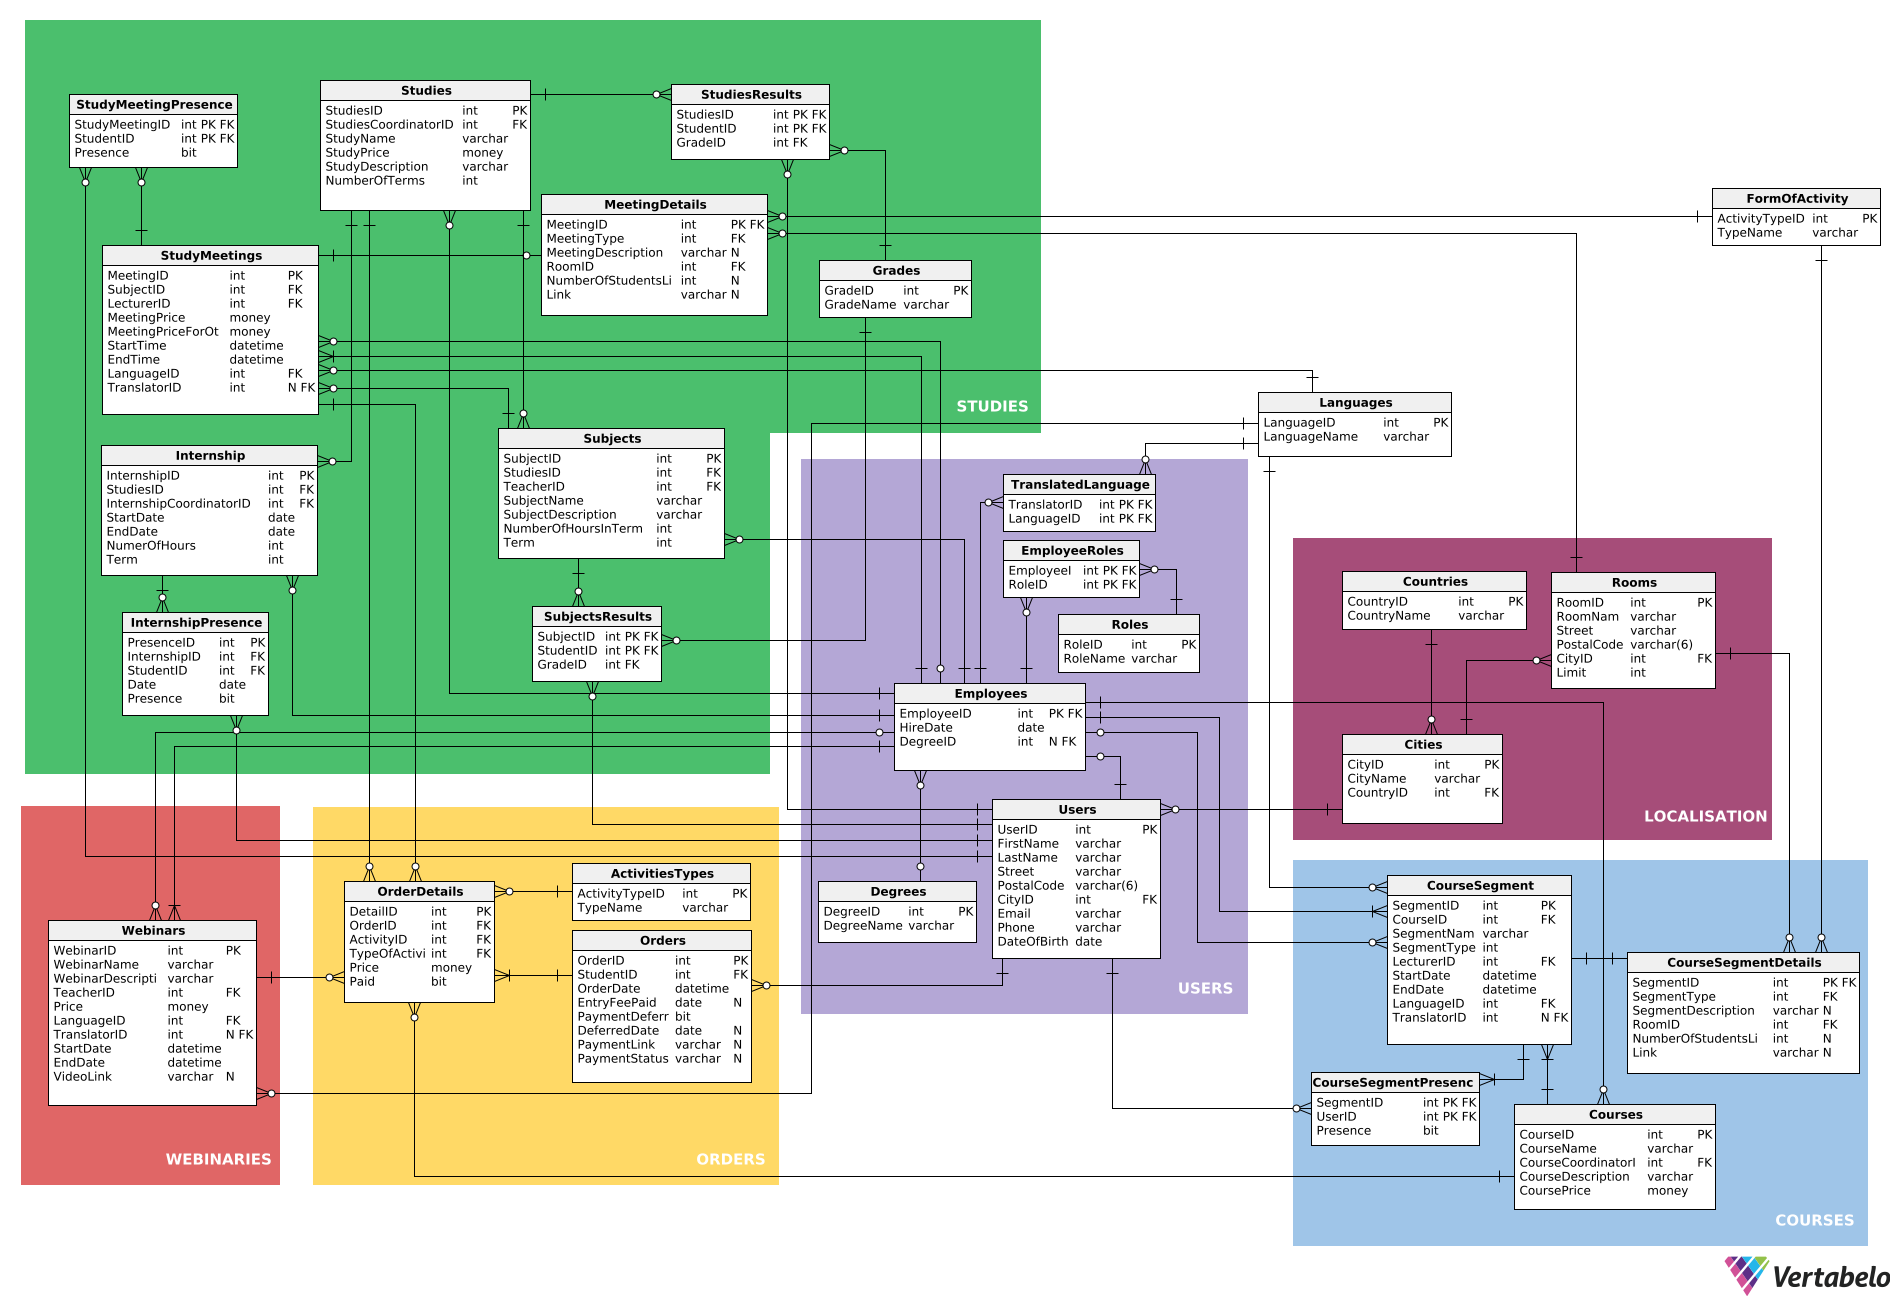 StudyMeetingPresence
StudyMeetingID int PK FK
StudentID int PK FK
Presence bit
Studies
StudiesID int PK
StudiesCoordinatorID int FK
StudyName varchar
StudyPrice money
StudyDescription varchar
NumberOfTerms int
StudiesResults
StudiesID int PK FK
StudentID int PK FK
GradeID int FK
MeetingDetails
MeetingID int PK FK
MeetingType int FK
MeetingDescription varchar N
RoomID int FK
NumberOfStudentsLi int N
Link varchar N
FormOfActivity
ActivityTypeID int PK
TypeName varchar
StudyMeetings
MeetingID int PK
SubjectID int FK
LecturerID int FK
MeetingPrice money
MeetingPriceForOt money
StartTime datetime
EndTime datetime
LanguageID int FK
TranslatorID int N FK
Grades
GradeID int PK
GradeName varchar
STUDIES
Languages
LanguageID int PK
LanguageName varchar
Internship
InternshipID int PK
StudiesID int FK
InternshipCoordinatorID int FK
StartDate date
EndDate date
NumerOfHours int
Term int
Subjects
SubjectID int PK
StudiesID int FK
TeacherID int FK
SubjectName varchar
SubjectDescription varchar
NumberOfHoursInTerm int
Term int
TranslatedLanguage
TranslatorID int PK FK
LanguageID int PK FK
EmployeeRoles
EmployeeI int PK FK
RoleID int PK FK
Roles
RoleID int PK
RoleName varchar
Countries
CountryID int PK
CountryName varchar
Rooms
RoomID int PK
RoomNam varchar
Street varchar
PostalCode varchar(6)
CityID int FK
Limit int
InternshipPresence
PresenceID int PK
InternshipID int FK
StudentID int FK
Date date
Presence bit
SubjectsResults
SubjectID int PK FK
StudentID int PK FK
GradeID int FK
Employees
EmployeeID int PK FK
HireDate date
DegreeID int N FK
Cities
CityID int PK
CityName varchar
CountryID int FK
LOCALISATION
Users
UserID int PK
FirstName varchar
LastName varchar
Street varchar
PostalCode varchar(6)
CityID int FK
Email varchar
Phone varchar
DateOfBirth date
Degrees
DegreeID int PK
DegreeName varchar
USERS
ActivitiesTypes
ActivityTypeID int PK
TypeName varchar
OrderDetails
DetailID int PK
OrderID int FK
ActivityID int FK
TypeOfActivi int FK
Price money
Paid bit
Orders
OrderID int PK
StudentID int FK
OrderDate datetime
EntryFeePaid date N
PaymentDeferr bit
DeferredDate date N
PaymentLink varchar N
PaymentStatus varchar N
ORDERS
Webinars
WebinarID int PK
WebinarName varchar
WebinarDescripti varchar
TeacherID int FK
Price money
LanguageID int FK
TranslatorID int N FK
StartDate datetime
EndDate datetime
VideoLink varchar N
WEBINARIES
CourseSegment
SegmentID int PK
CourseID int FK
SegmentNam varchar
SegmentType int
LecturerID int FK
StartDate datetime
EndDate datetime
LanguageID int FK
TranslatorID int N FK
CourseSegmentDetails
SegmentID int PK FK
SegmentType int FK
SegmentDescription varchar N
RoomID int FK
NumberOfStudentsLi int N
Link varchar N
CourseSegmentPresenc
SegmentID int PK FK
UserID int PK FK
Presence bit
Courses
CourseID int PK
CourseName varchar
CourseCoordinatorI int FK
CourseDescription varchar
CoursePrice money
COURSES
Vertabelo